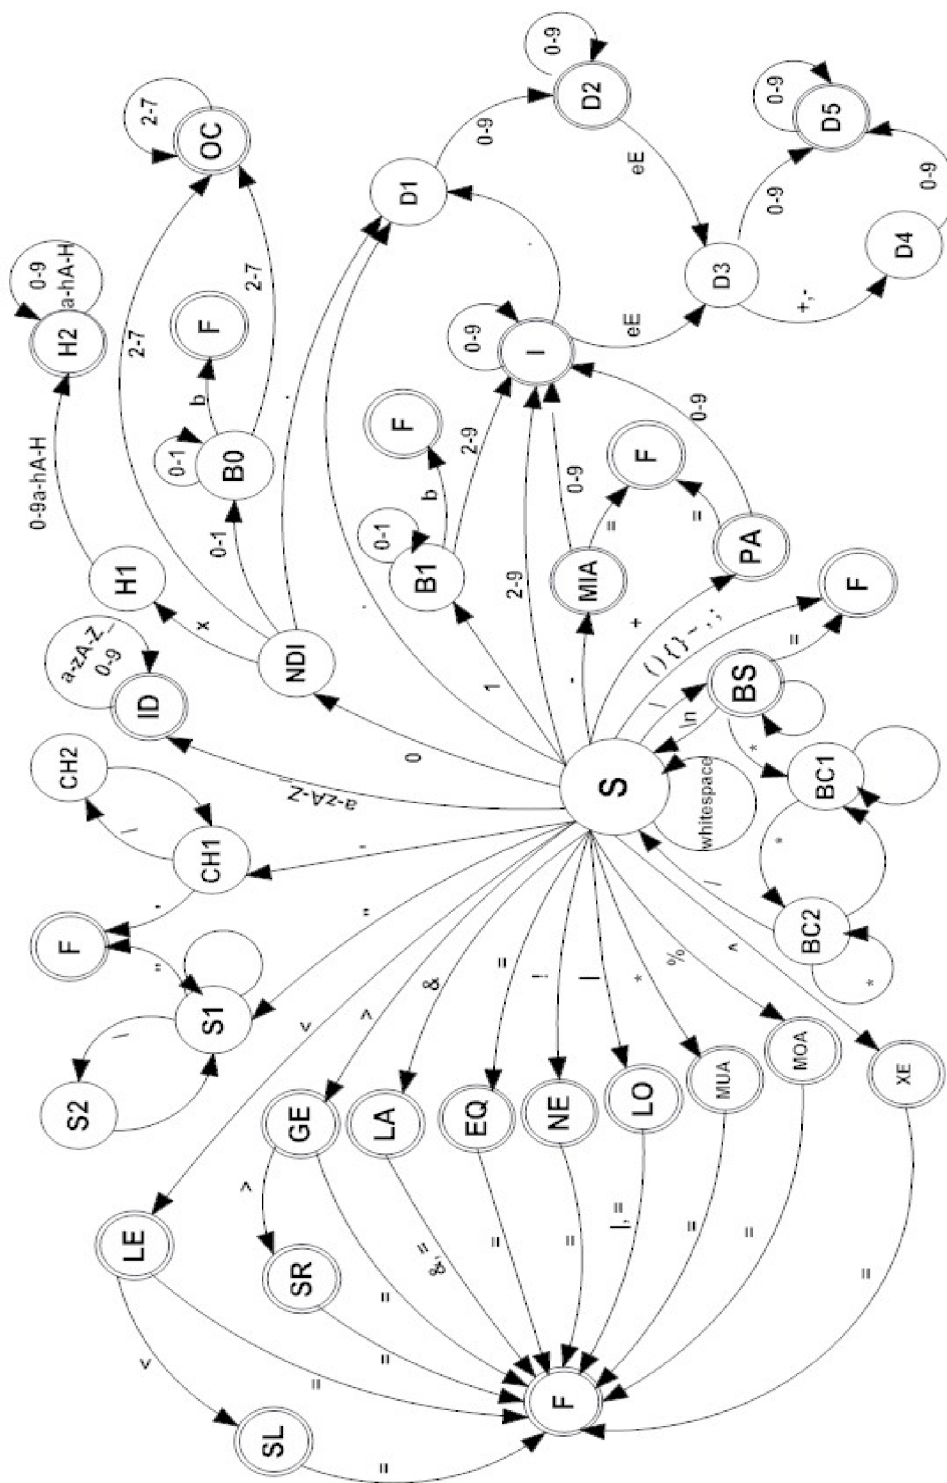 0-9
0-9a-hA-H
H2
a-hA-H
S2
F
CH2
a-zA-Z_
0-9
\
\
H1
2-7
<
LE
"
'
ID
2-7
x
0-1
b
S1
CH1
0-1
F
OC
>
B0
2-7
SL
SR
GE
a-zA-Z_
NDI
=
<
"
'
.
=
=
>
LA
0-1
=
&
0
.
D1
&,=
b
F
B1
EQ
2-9
0-9
=
=
1
0-9
0-9
F
NE
!
2-9
I
.
=
|
-
MIA
0-9
D2
|,=
LO
S
+
=
F
eE
eE
=
*
\n
/
(){}~,;
0-9
D3
=
MUA
%
/
whitespace
BS
PA
^
*
*
=
0-9
0-9
MOA
BC2
BC1
F
+,-
D5
=
XE
*
D4
0-9